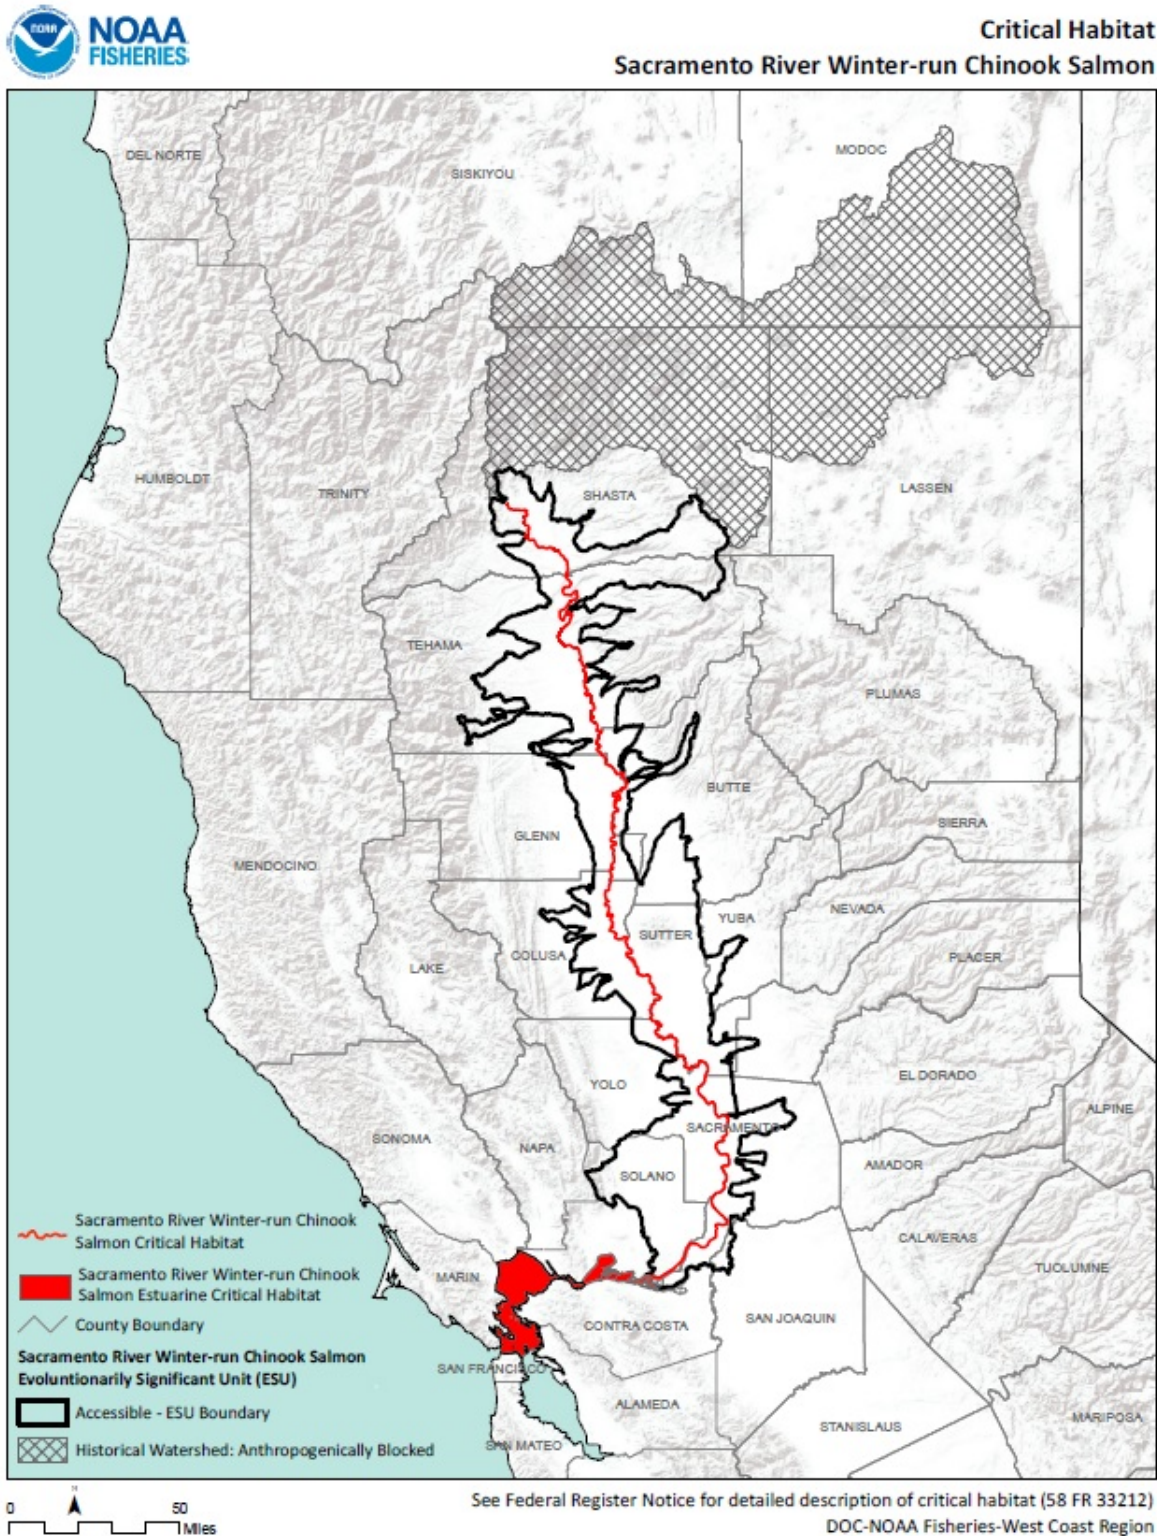 NOAA
NOAA
FISHERIES
Critical Habitat
Sacramento River Winter-run Chinook Salmon
DEL NORTE
SISKIYOU
MODOC
HUMBOLDT
TRINITY
SHASTA
LASSEN
TEHAMA
PLUMAS
BUTTE
GLENN
SIERRA
MENDOCINO
NEVADA
YUBA
SUTTER
COLUSA
LAKE
PLACER
YOLO
EL DORADO
ALPINE
SACRAMENTO
SONOMA
NAPA
AMADOR
SOLANO
CALAVERAS
TUOLUMNE
MARIN
SAN JOAQUIN
CONTRA COSTA
SAN FRANCISCO
ALAMEDA
MARIPOSA
STANISLAUS
SAN MATEO
Sacramento River Winter-run Chinook
Salmon Critical Habitat
Sacramento River Winter-run Chinook
Salmon Estuarine Critical Habitat
County Boundary
Sacramento River Winter-run Chinook Salmon
Evoluntionarily Significant Unit (ESU)
Accessible - ESU Boundary
Historical Watershed: Anthropogenically Blocked
0 50
Miles
N
See Federal Register Notice for detailed description of critical habitat (58 FR 33212)
DOC-NOAA Fisheries-West Coast Region